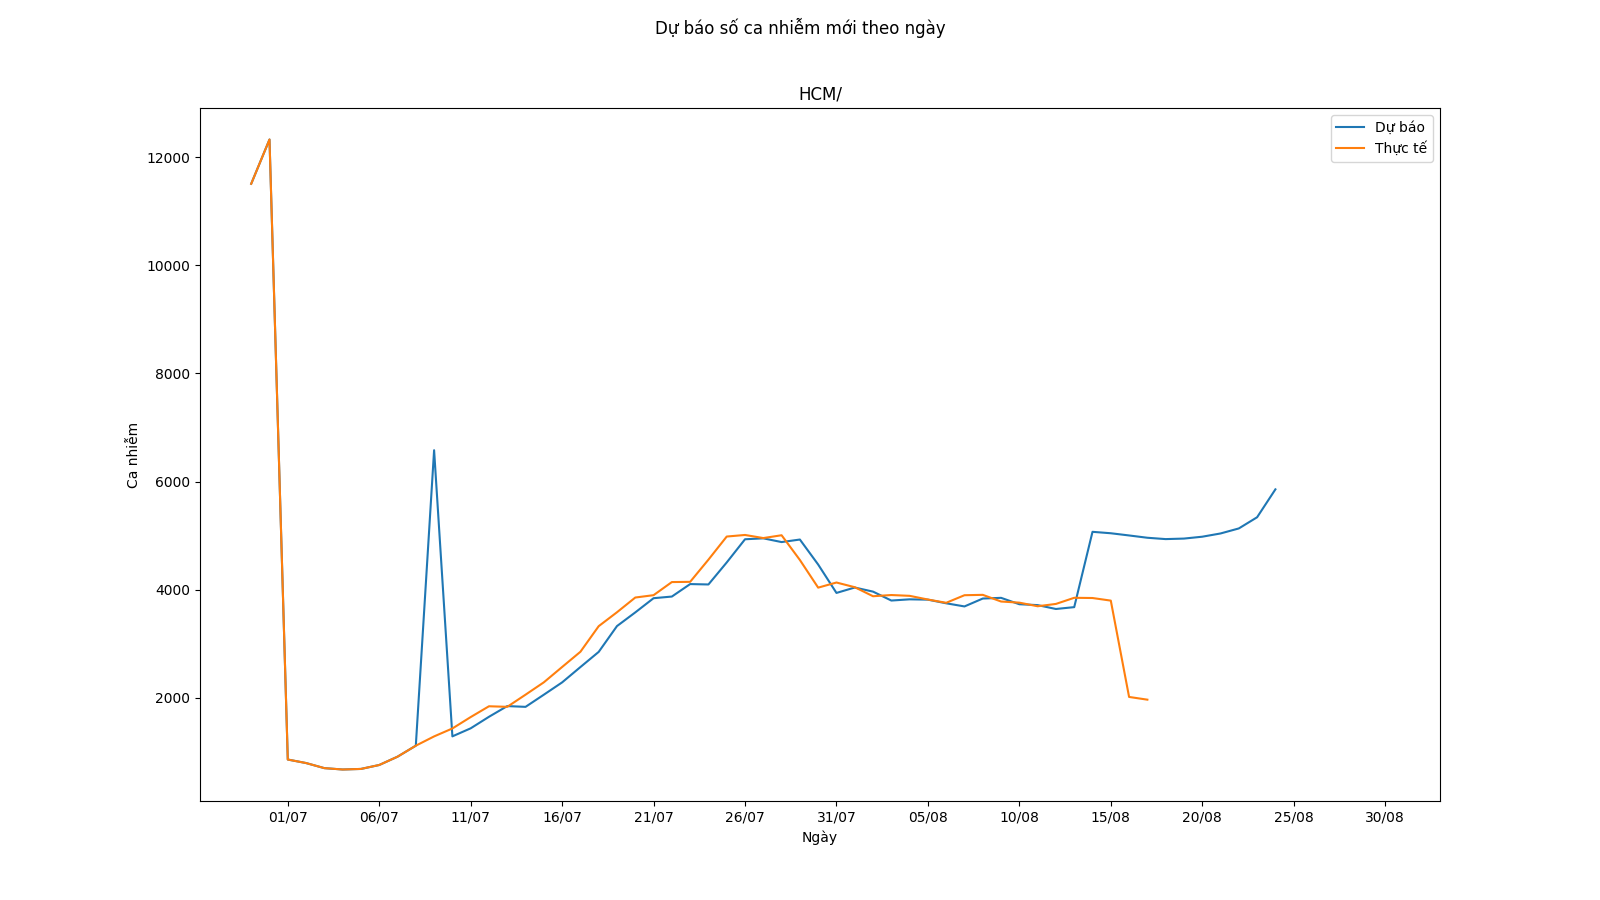 Dự báo số ca nhiễm mới theo ngày
HCM/
Dự báo
Thực tế
12000
10000
8000
6000
4000
2000
Ca nhiễm
01/07 06/07 11/07 16/07 21/07 26/07 31/07 05/08 10/08 15/08 20/08 25/08 30/08
Ngày